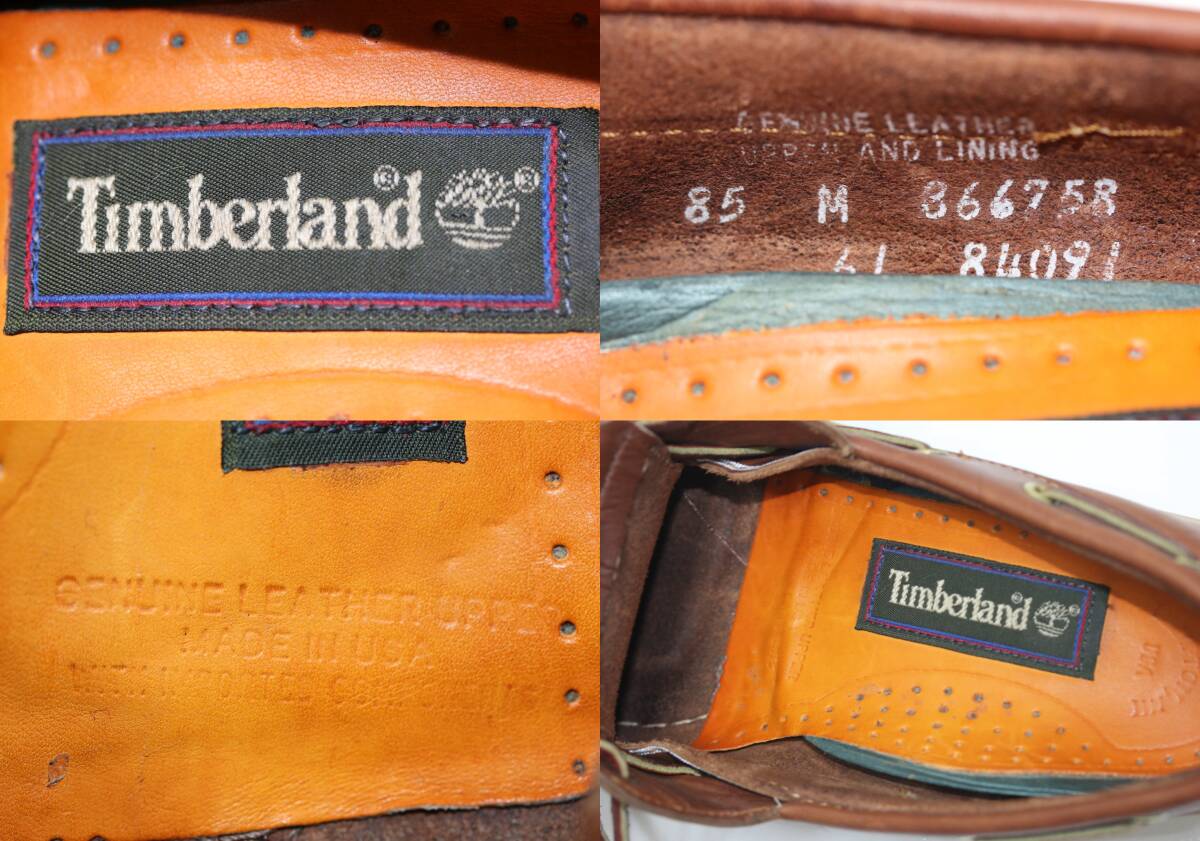 Timberland®®
GENUINE LEATHER
UPPER AND LINING
85 M 366758
61 84091
GENUINE LEATHER UPPER
MADE IN USA
Timberland®®